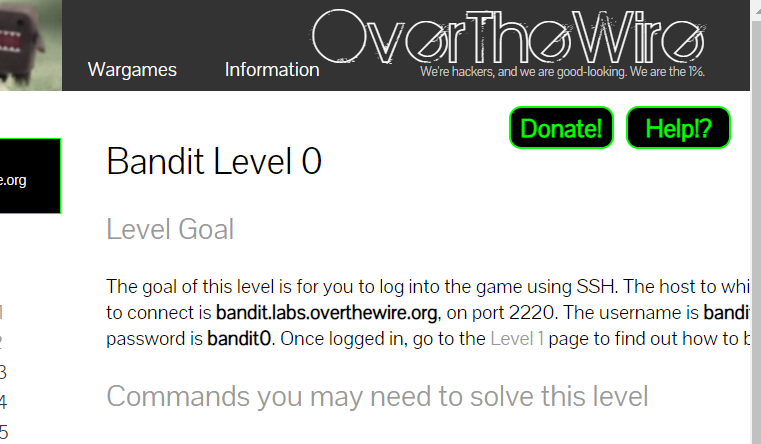 OverTheWire
Wargames Information
We're hackers, and we are good-looking. We are the 1%.
Donate! Help!?
e.org
Bandit Level 0
Level Goal
The goal of this level is for you to log into the game using SSH. The host to whi
to connect is bandit.labs.overthewire.org, on port 2220. The username is bandi
password is bandit0. Once logged in, go to the Level 1 page to find out how to b
1
2
3
4
5
Commands you may need to solve this level